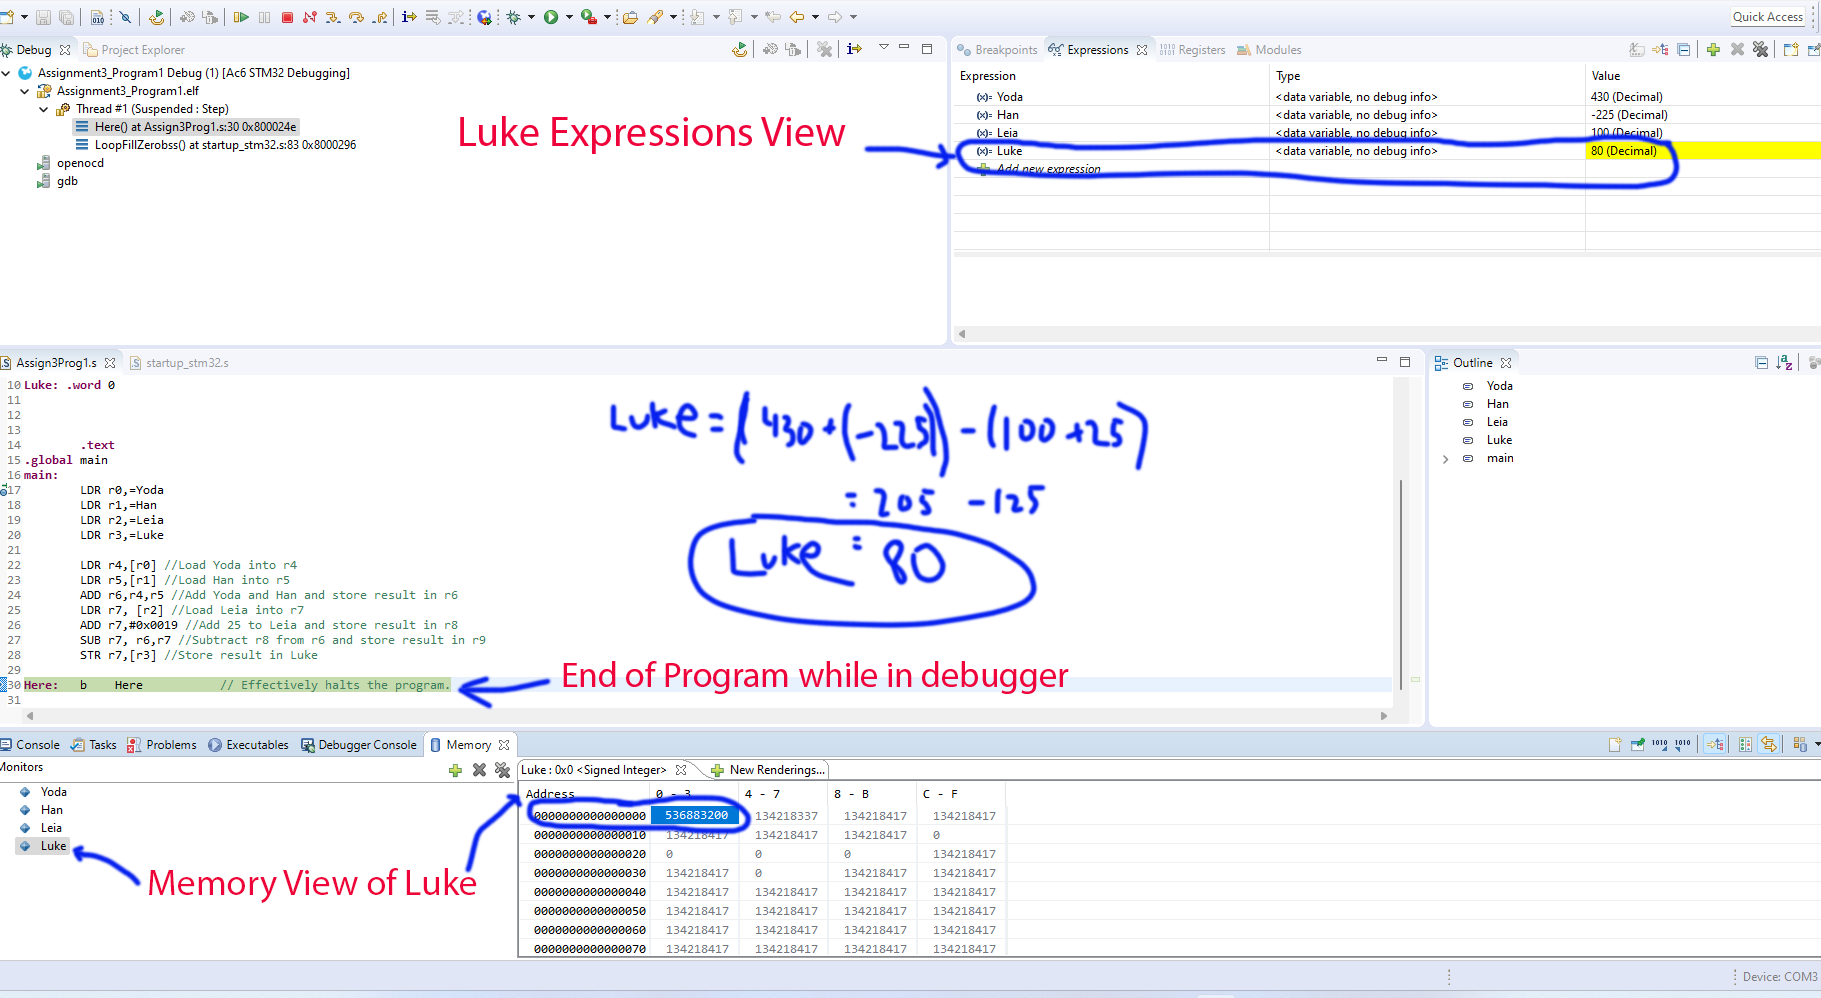 Quick Access
Debug
Project Explorer
Assignment3_Program1 Debug (1) [Ac6 STM32 Debugging]
Assignment3_Program1.elf
Thread #1 (Suspended : Step)
Here() at Assign3Prog1.s:30 0x800024e
LoopFillZerobss() at startup_stm32.s:83 0x8000296
openocd
gdb
Luke Expressions View
Breakpoints Expressions Registers Modules
Expression Type Value
(x)= Yoda <data variable, no debug info> 430 (Decimal)
(x)= Han <data variable, no debug info> -225 (Decimal)
(x)= Leia <data variable, no debug info> 100 (Decimal)
(x)= Luke <data variable, no debug info> 80 (Decimal)
Add new expression
Assign3Prog1.s startup_stm32.s
10 Luke: .word 0
11
12
13
14 .text
15 .global main
16 main:
17 LDR r0,=Yoda
18 LDR r1,=Han
19 LDR r2,=Leia
20 LDR r3,=Luke
21
22 LDR r4,[r0] //Load Yoda into r4
23 LDR r5,[r1] //Load Han into r5
24 ADD r6,r4,r5 //Add Yoda and Han and store result in r6
25 LDR r7, [r2] //Load Leia into r7
26 ADD r7,#0x0019 //Add 25 to Leia and store result in r8
27 SUB r7, r6,r7 //Subtract r8 from r6 and store result in r9
28 STR r7,[r3] //Store result in Luke
29
30 Here: b Here // Effectively halts the program.
31
Luke = (430+(-225)) - (100+25)
= 205 - 125
Luke = 80
End of Program while in debugger
Outline
Yoda
Han
Leia
Luke
main
Console Tasks Problems Executables Debugger Console Memory
Monitors
Yoda
Han
Leia
Luke
Memory View of Luke
Luke : 0x0 <Signed Integer> New Renderings...
Address 0 - 3 4 - 7 8 - B C - F
0000000000000000 536883200 134218337 134218417 134218417
0000000000000010 134218417 134218417 134218417 0
0000000000000020 0 0 0 134218417
0000000000000030 134218417 0 134218417 134218417
0000000000000040 134218417 134218417 134218417 134218417
0000000000000050 134218417 134218417 134218417 134218417
0000000000000060 134218417 134218417 134218417 134218417
0000000000000070 134218417 134218417 134218417 134218417
Device: COM3